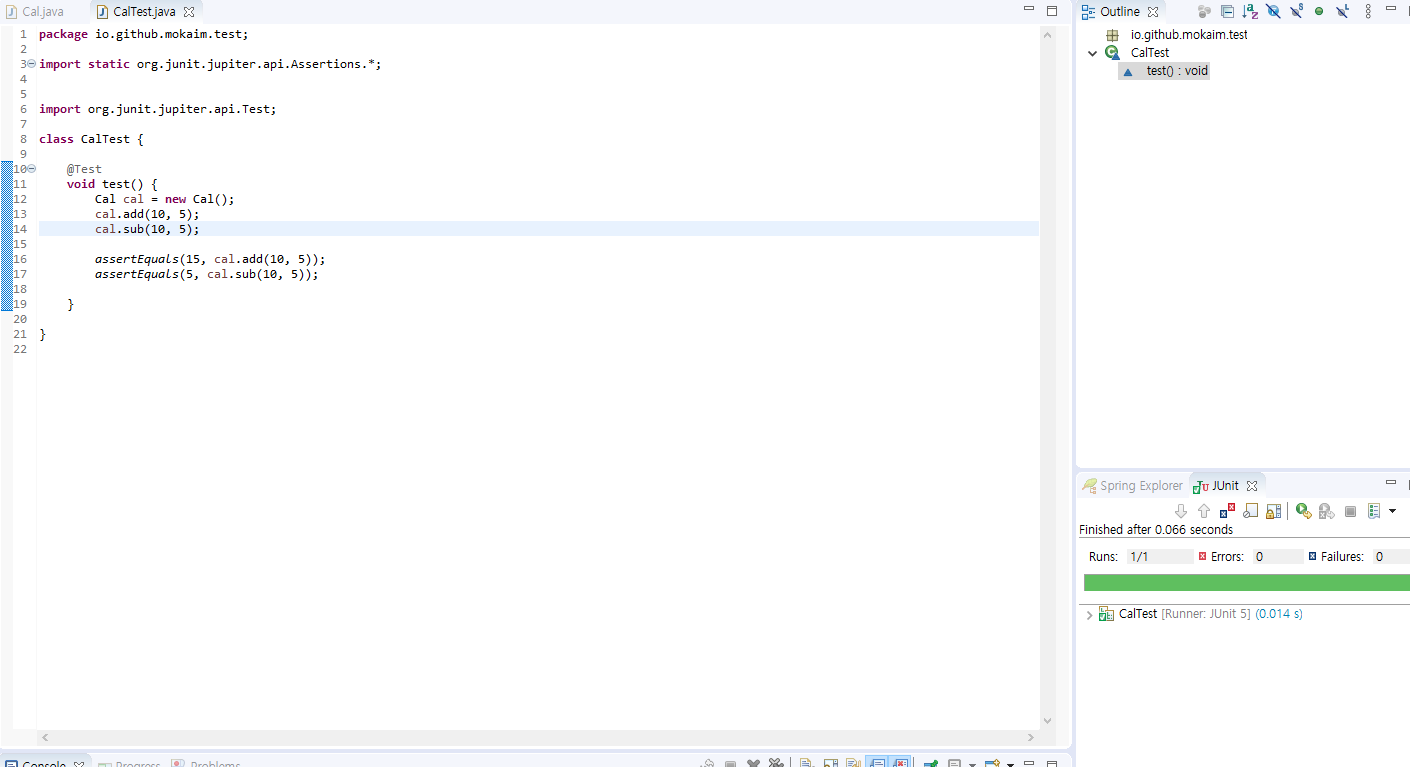 Cal.java
CalTest.java
1 package io.github.mokaim.test;
2
3 import static org.junit.jupiter.api.Assertions.*;
4
5
6 import org.junit.jupiter.api.Test;
7
8 class CalTest {
9
10 @Test
11 void test() {
12 Cal cal = new Cal();
13 cal.add(10, 5);
14 cal.sub(10, 5);
15
16 assertEquals(15, cal.add(10, 5));
17 assertEquals(5, cal.sub(10, 5));
18
19 }
20
21 }
22
Outline
io.github.mokaim.test
CalTest
test() : void
Spring Explorer
JUnit
Finished after 0.066 seconds
Runs: 1/1 Errors: 0 Failures: 0
CalTest [Runner: JUnit 5] (0.014 s)
Console Progress Problems